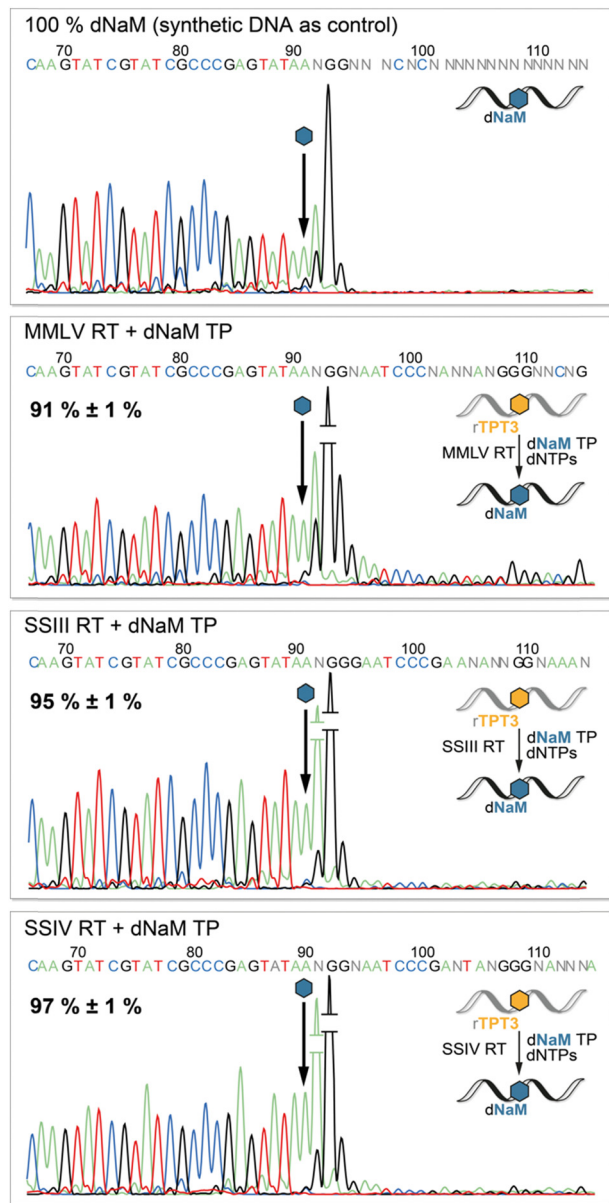 100 % dNaM (synthetic DNA as control)
70 80 90 100 110
CAAGTATCGTATCGCCCGAGTATAANGGNN NCNCN NNNNNNNNNNNNN
dNaM
MMLV RT + dNaM TP
70 80 90 100 110
CAAGTATCGTATCGCCCGAGTATAANGGNAATCCCNANNANGGGNNCNG
91 % ± 1 %
rTPT3
MMLV RT
dNaM TP
dNTPs
dNaM
SSIII RT + dNaM TP
70 80 90 100 110
CAAGTATCGTATCGCCCGAGTATAANGGGAATCCCGAANANNGGNAAAN
95 % ± 1 %
rTPT3
SSIII RT
dNaM TP
dNTPs
dNaM
SSIV RT + dNaM TP
70 80 90 100 110
CAAGTATCGTATCGCCCGAGTATAANGGNAATCCCGANTANGGGNANNNA
97 % ± 1 %
rTPT3
SSIV RT
dNaM TP
dNTPs
dNaM